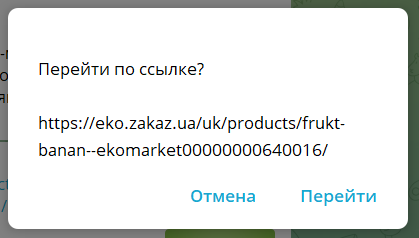 Перейти по ссылке?
https://eko.zakaz.ua/uk/products/frukt-
banan--ekomarket00000000640016/
Отмена
Перейти